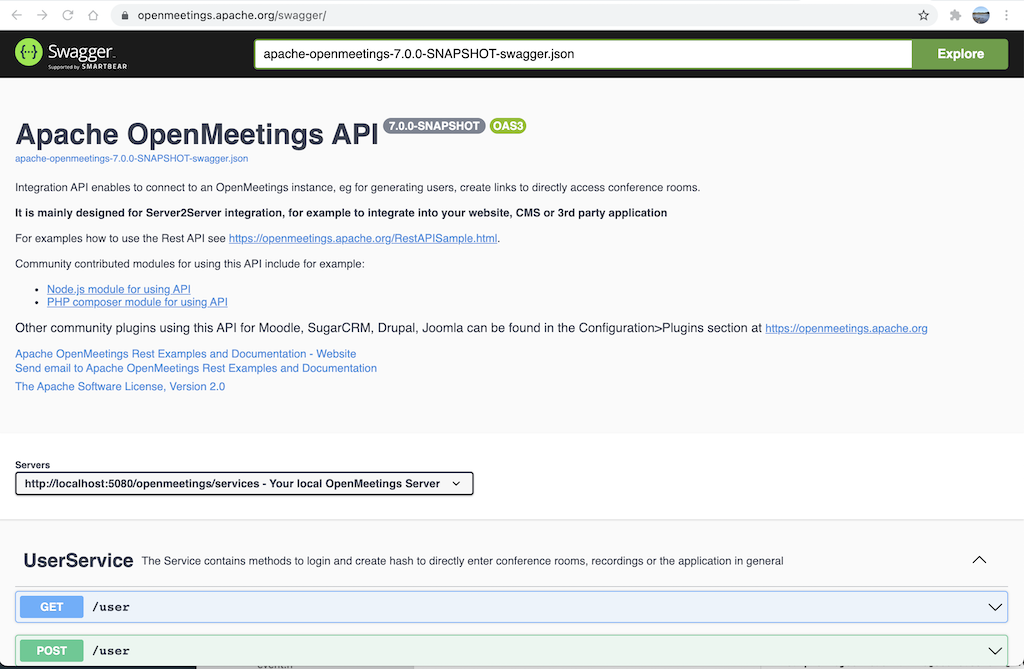 openmeetings.apache.org/swagger/
Swagger
Supported by SMARTBEAR
apache-openmeetings-7.0.0-SNAPSHOT-swagger.json
Explore
Apache OpenMeetings API 7.0.0-SNAPSHOT OAS3
apache-openmeetings-7.0.0-SNAPSHOT-swagger.json
Integration API enables to connect to an OpenMeetings instance, eg for generating users, create links to directly access conference rooms.
It is mainly designed for Server2Server integration, for example to integrate into your website, CMS or 3rd party application
For examples how to use the Rest API see https://openmeetings.apache.org/RestAPISample.html.
Community contributed modules for using this API include for example:
• Node.js module for using API
• PHP composer module for using API
Other community plugins using this API for Moodle, SugarCRM, Drupal, Joomla can be found in the Configuration>Plugins section at https://openmeetings.apache.org
Apache OpenMeetings Rest Examples and Documentation - Website
Send email to Apache OpenMeetings Rest Examples and Documentation
The Apache Software License, Version 2.0
Servers
http://localhost:5080/openmeetings/services - Your local OpenMeetings Server
UserService The Service contains methods to login and create hash to directly enter conference rooms, recordings or the application in general
GET /user
POST /user